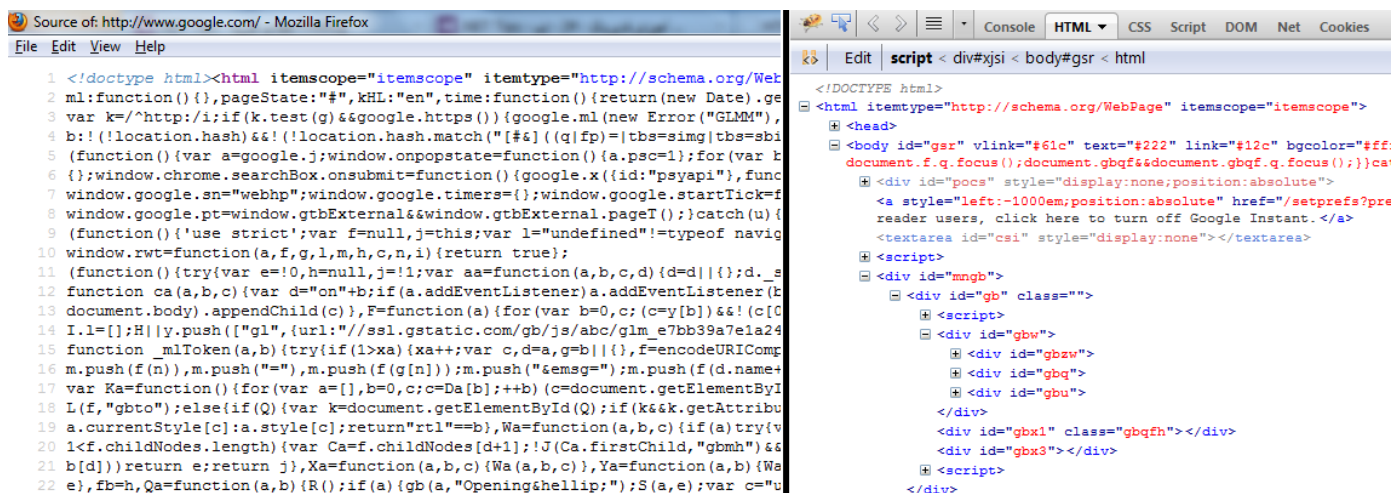 Source of: http://www.google.com/ - Mozilla Firefox
File Edit View Help
1 <!doctype html><html itemscope="itemscope" itemtype="http://schema.org/Web
2 ml:function(){},pageState:"#",kHL:"en",time:function(){return(new Date).ge
3 var k=/^http:/i;if(k.test(g)&&google.https()){google.ml(new Error("GLMM"),
4 b:!(!location.hash)&&!(!location.hash.match("[#&]((q|fp)=|tbs=simg|tbs=sbi
5 (function(){var a=google.j;window.onpopstate=function(){a.psc=1};for(var b
6 {};window.chrome.searchBox.onsubmit=function(){google.x({id:"psyapi"},func
7 window.google.sn="webhp";window.google.timers={};window.google.startTick=f
8 window.google.pt=window.gtbExternal&&window.gtbExternal.pageT();}catch(u){
9 (function(){'use strict';var f=null,j=this;var l="undefined"!=typeof navig
10 window.rwt=function(a,f,g,l,m,h,c,n,i){return true};
11 (function(){try{var e=!0,h=null,j=!1;var aa=function(a,b,c,d){d=d||{};d._s
12 function ca(a,b,c){var d="on"+b;if(a.addEventListener)a.addEventListener(b
13 document.body).appendChild(c)},F=function(a){for(var b=0,c;(c=y[b])&&!(c[0
14 I.l=[];H||y.push(["gl",{url:"//ssl.gstatic.com/gb/js/abc/glm_e7bb39a7e1a24
15 function _mlToken(a,b){try{if(1>xa){xa++;var c,d=a,g=b||{},f=encodeURIComp
16 m.push(f(n)),m.push("="),m.push(f(g[n]));m.push("&emsg=");m.push(f(d.name+
17 var Ka=function(){for(var a=[],b=0,c;c=Da[b];++b)(c=document.getElementByI
18 L(f,"gbto");else{if(Q){var k=document.getElementById(Q);if(k&&k.getAttribu
19 a.currentStyle[c]:a.style[c];return"rtl"==b},Wa=function(a,b,c){if(a)try{v
20 1<f.childNodes.length){var Ca=f.childNodes[d+1];!J(Ca.firstChild,"gbmh")&&
21 b[d]))return e;return j},Xa=function(a,b,c){Wa(a,b,c)},Ya=function(a,b){Wa
22 e},fb=h,Qa=function(a,b){R();if(a){gb(a,"Opening&hellip;");S(a,e);var c="u
Console HTML CSS Script DOM Net Cookies
Edit script < div#xjsi < body#gsr < html
<!DOCTYPE html>
<html itemtype="http://schema.org/WebPage" itemscope="itemscope">
<head>
<body id="gsr" vlink="#61c" text="#222" link="#12c" bgcolor="#fff
document.f.q.focus();document.gbqf&&document.gbqf.q.focus();}}cat
<div id="pocs" style="display:none;position:absolute">
<a style="left:-1000em;position:absolute" href="/setprefs?pre
reader users, click here to turn off Google Instant.</a>
<textarea id="csi" style="display:none"></textarea>
<script>
<div id="mngb">
<div id="gb" class="">
<script>
<div id="gbw">
<div id="gbzw">
<div id="gbq">
<div id="gbu">
</div>
<div id="gbx1" class="gbqfh"></div>
<div id="gbx3"></div>
<script>
</div>